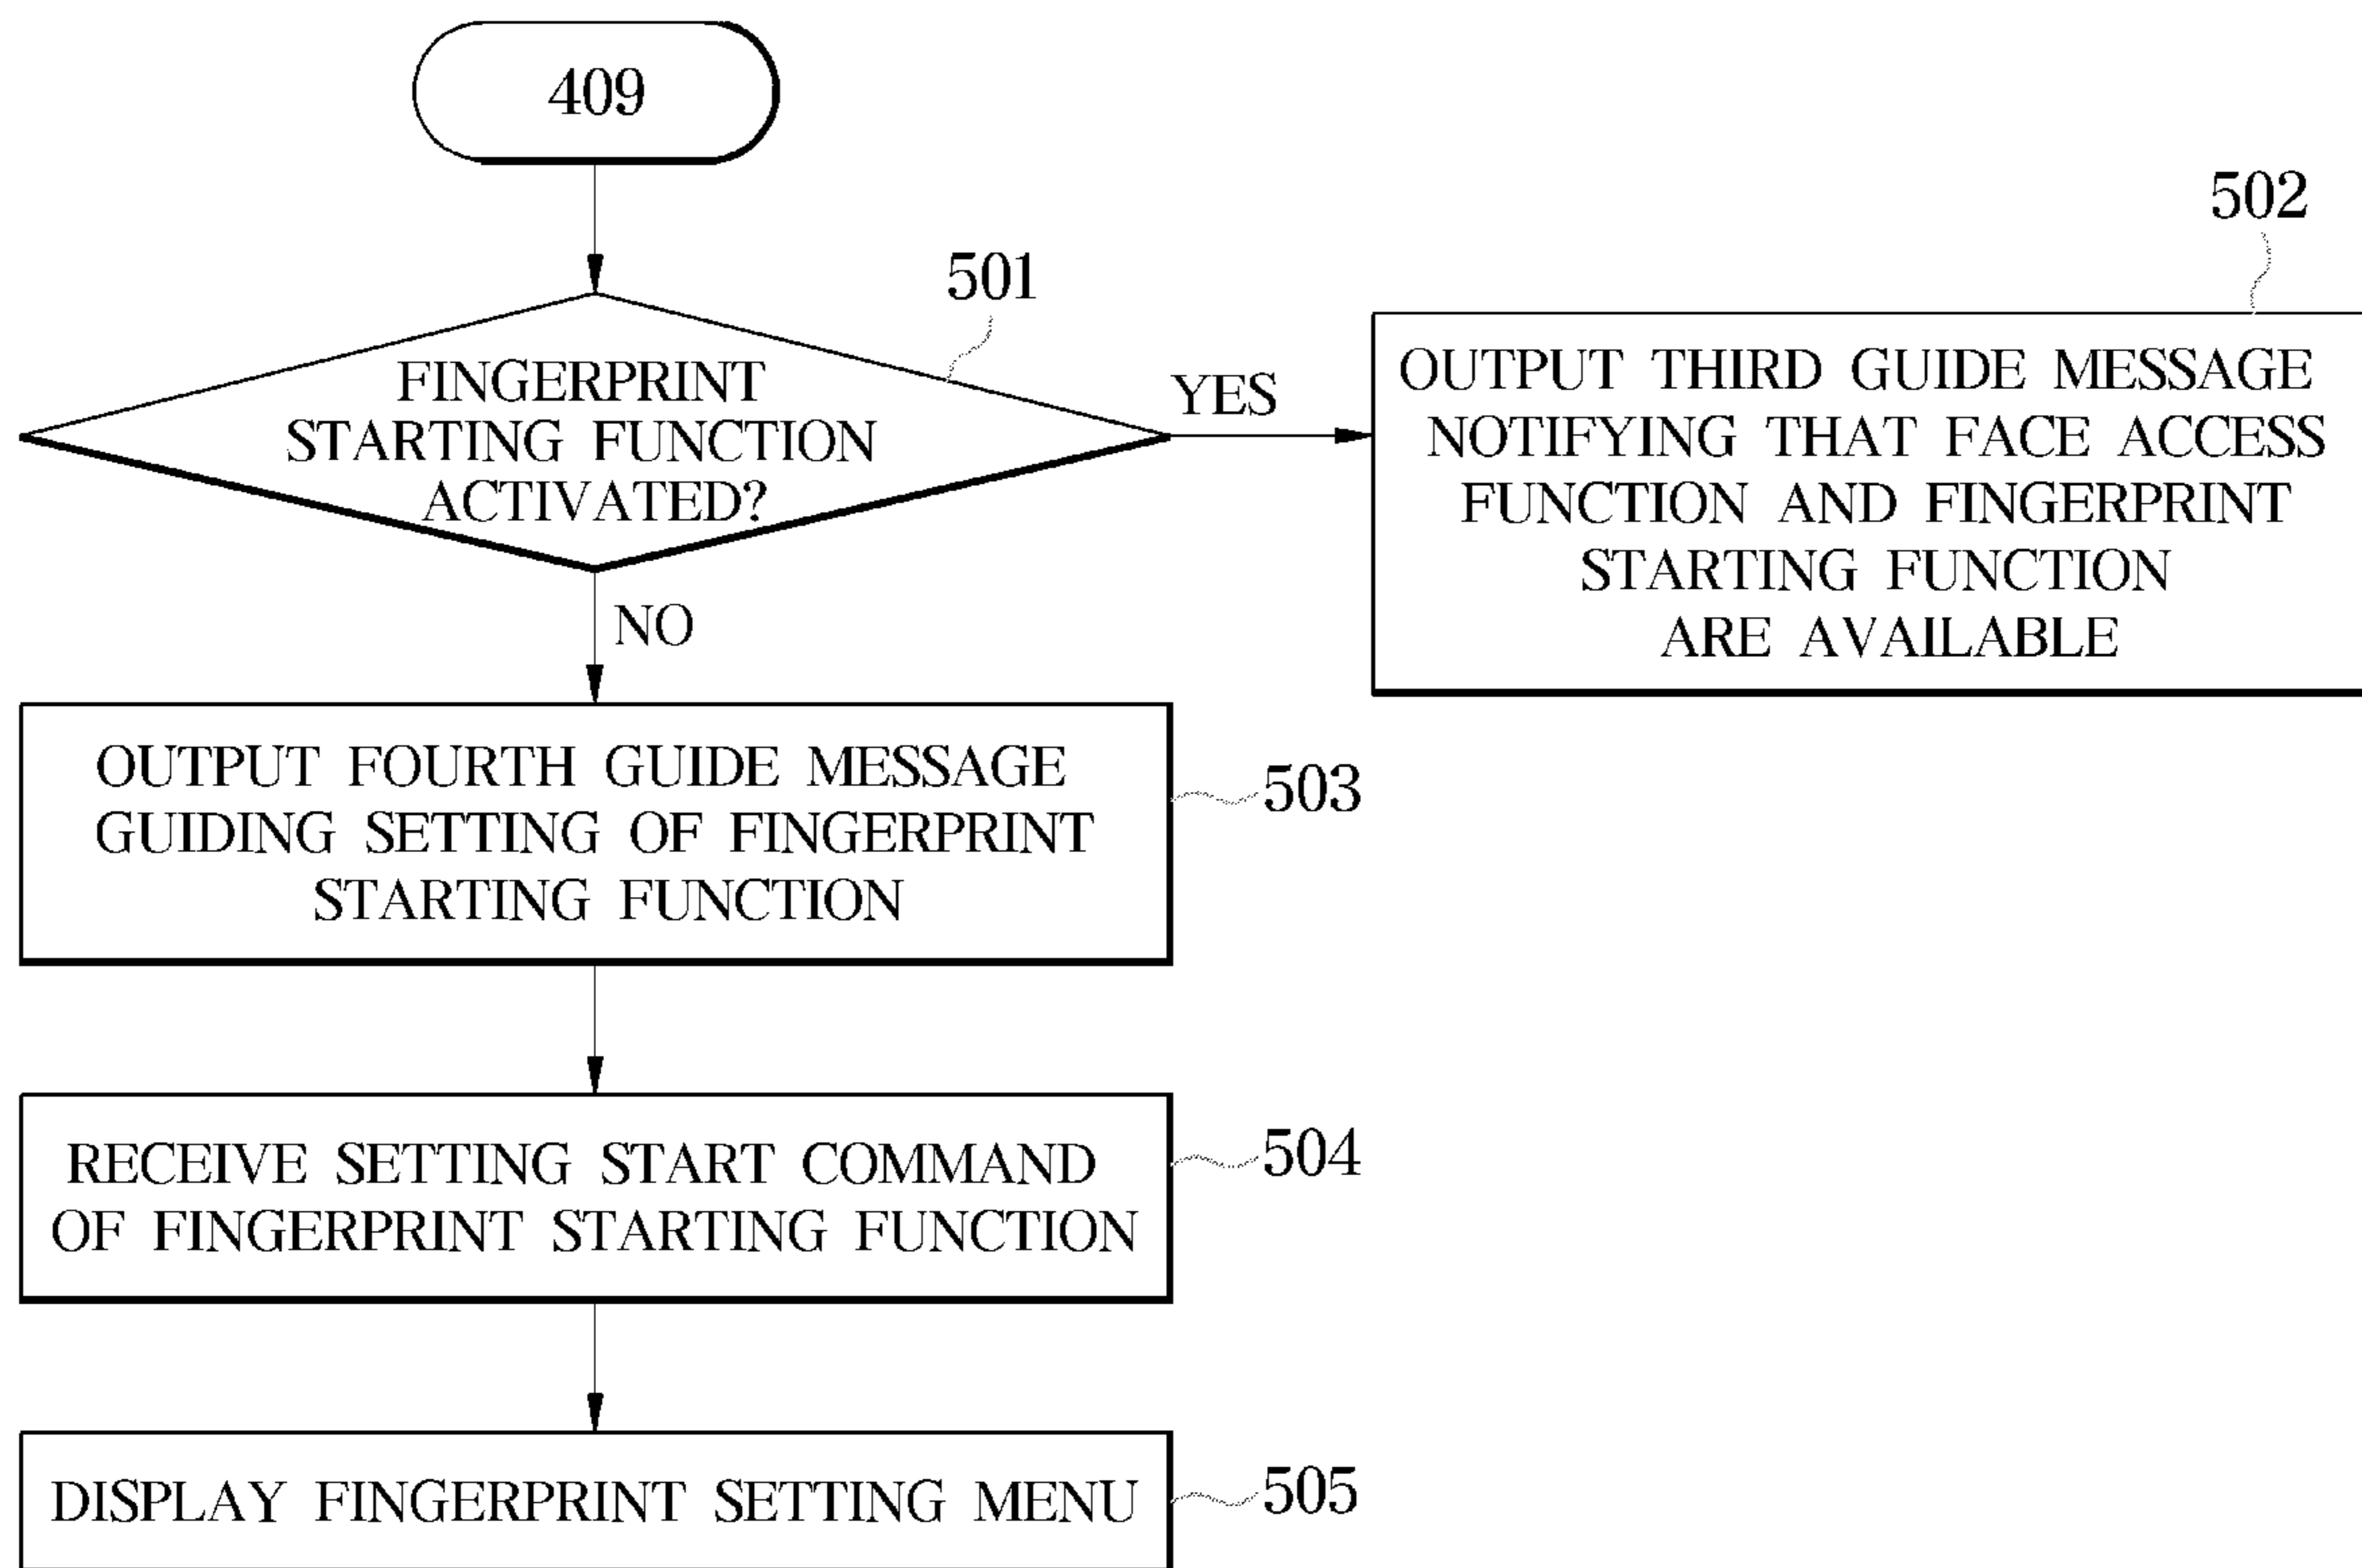 409
501
FINGERPRINT
STARTING FUNCTION
ACTIVATED?
YES
502
OUTPUT THIRD GUIDE MESSAGE
NOTIFYING THAT FACE ACCESS
FUNCTION AND FINGERPRINT
STARTING FUNCTION
ARE AVAILABLE
NO
OUTPUT FOURTH GUIDE MESSAGE
GUIDING SETTING OF FINGERPRINT
STARTING FUNCTION
503
RECEIVE SETTING START COMMAND
OF FINGERPRINT STARTING FUNCTION
504
DISPLAY FINGERPRINT SETTING MENU
505